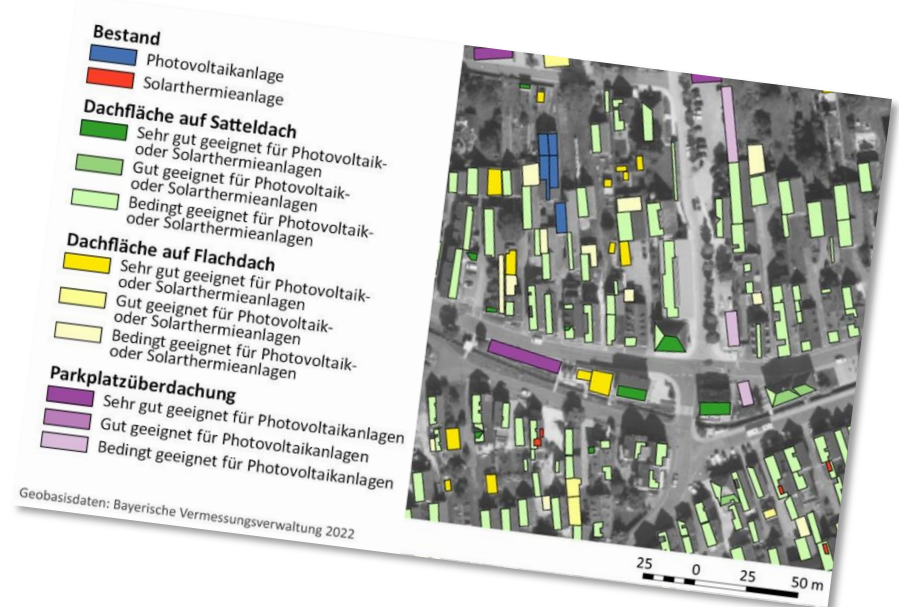 Bestand
Photovoltaikanlage
Solarthermieanlage
Dachfläche auf Satteldach
Sehr gut geeignet für Photovoltaik-
oder Solarthermieanlagen
Gut geeignet für Photovoltaik-
oder Solarthermieanlagen
Bedingt geeignet für Photovoltaik-
oder Solarthermieanlagen
Dachfläche auf Flachdach
Sehr gut geeignet für Photovoltaik-
oder Solarthermieanlagen
Gut geeignet für Photovoltaik-
oder Solarthermieanlagen
Bedingt geeignet für Photovoltaik-
oder Solarthermieanlagen
Parkplatzüberdachung
Sehr gut geeignet für Photovoltaikanlagen
Gut geeignet für Photovoltaikanlagen
Bedingt geeignet für Photovoltaikanlagen
Geobasisdaten: Bayerische Vermessungsverwaltung 2022
25 0 25 50 m